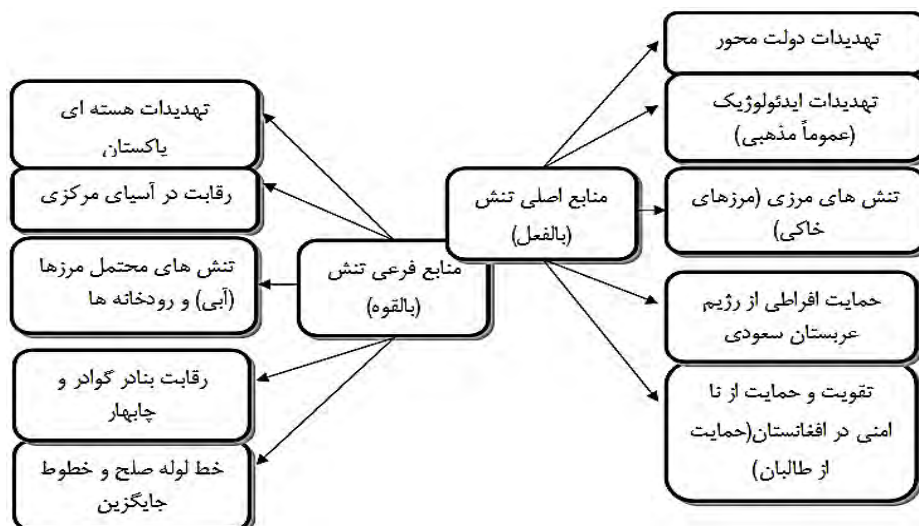 تهدیدات دولت محور
تهدیدات ایدئولوژیک
(عموماً مذهبی)
منابع اصلی تنش
(بالفعل)
تنش های مرزی (مرزهای
خاکی)
حمایت افراطی از رژیم
عربستان سعودی
تقویت و حمایت از نا
امنی در افغانستان(حمایت
از طالبان)
تهدیدات هسته ای
پاکستان
رقابت در آسیای مرکزی
منابع فرعی تنش
(بالقوه)
تنش های محتمل مرزها
(آبی) و رودخانه ها
رقابت بنادر گوادر و
چابهار
خط لوله صلح و خطوط
جایگزین